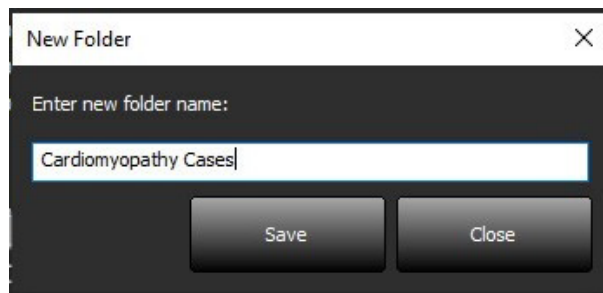 New Folder
Enter new folder name:
Cardiomyopathy Cases
Save Close